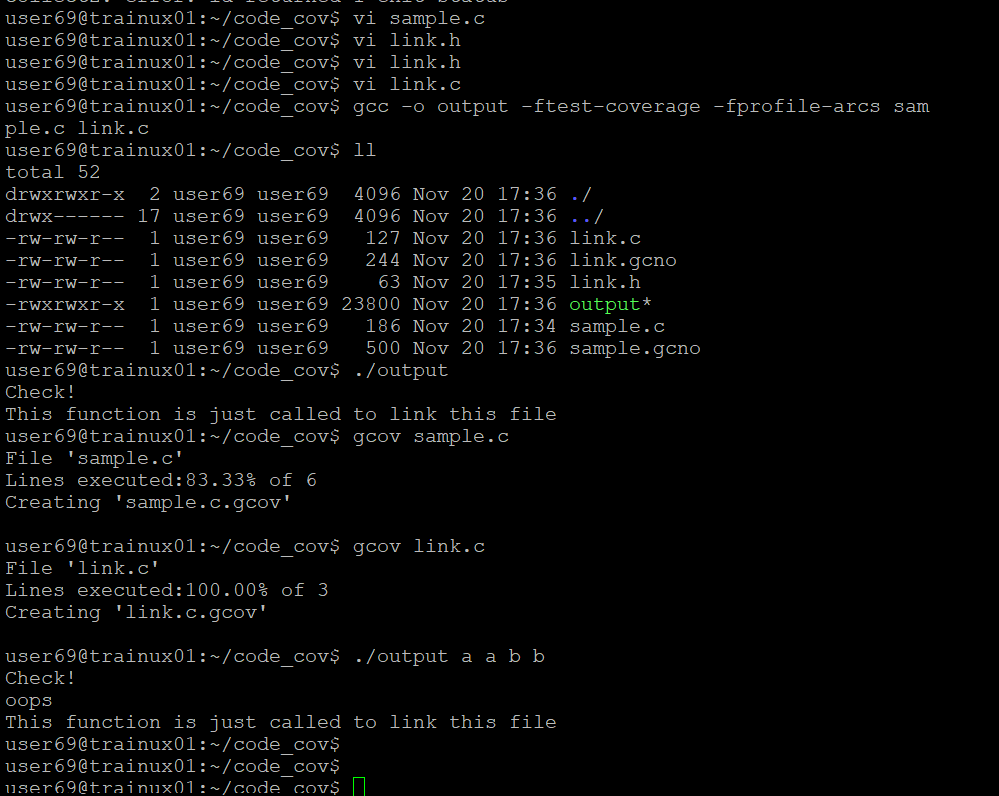 collect2: error: ld returned 1 exit status
user69@trainux01:~/code_cov$ vi sample.c
user69@trainux01:~/code_cov$ vi link.h
user69@trainux01:~/code_cov$ vi link.h
user69@trainux01:~/code_cov$ vi link.c
user69@trainux01:~/code_cov$ gcc -o output -ftest-coverage -fprofile-arcs sam
ple.c link.c
user69@trainux01:~/code_cov$ ll
total 52
drwxrwxr-x  2 user69 user69  4096 Nov 20 17:36 ./
drwx------ 17 user69 user69  4096 Nov 20 17:36 ../
-rw-rw-r--  1 user69 user69   127 Nov 20 17:36 link.c
-rw-rw-r--  1 user69 user69   244 Nov 20 17:36 link.gcno
-rw-rw-r--  1 user69 user69    63 Nov 20 17:35 link.h
-rwxrwxr-x  1 user69 user69 23800 Nov 20 17:36 output*
-rw-rw-r--  1 user69 user69   186 Nov 20 17:34 sample.c
-rw-rw-r--  1 user69 user69   500 Nov 20 17:36 sample.gcno
user69@trainux01:~/code_cov$ ./output
Check!
This function is just called to link this file
user69@trainux01:~/code_cov$ gcov sample.c
File 'sample.c'
Lines executed:83.33% of 6
Creating 'sample.c.gcov'
user69@trainux01:~/code_cov$ gcov link.c
File 'link.c'
Lines executed:100.00% of 3
Creating 'link.c.gcov'
user69@trainux01:~/code_cov$ ./output a a b b
Check!
oops
This function is just called to link this file
user69@trainux01:~/code_cov$
user69@trainux01:~/code_cov$
user69@trainux01:~/code_cov$